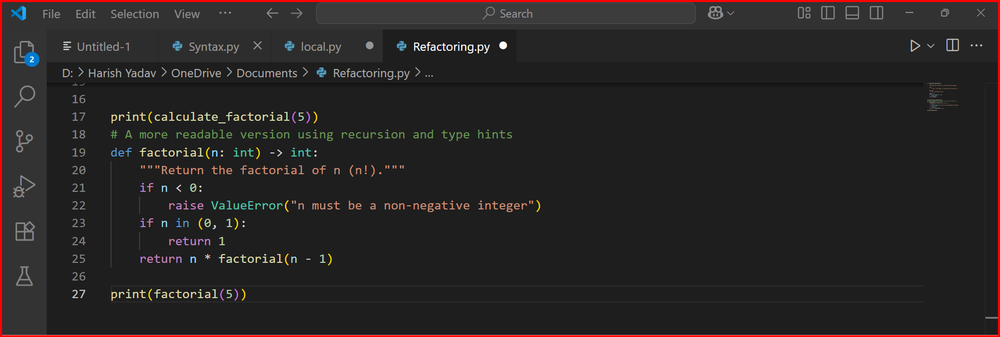 File Edit Selection View ... Search
2
Untitled-1 Syntax.py local.py Refactoring.py
D: > Harish Yadav > OneDrive > Documents > Refactoring.py > ...
15
16
17 print(calculate_factorial(5))
18 # A more readable version using recursion and type hints
19 def factorial(n: int) -> int:
20 """Return the factorial of n (n!)."""
21 if n < 0:
22 raise ValueError("n must be a non-negative integer")
23 if n in (0, 1):
24 return 1
25 return n * factorial(n - 1)
26
27 print(factorial(5))